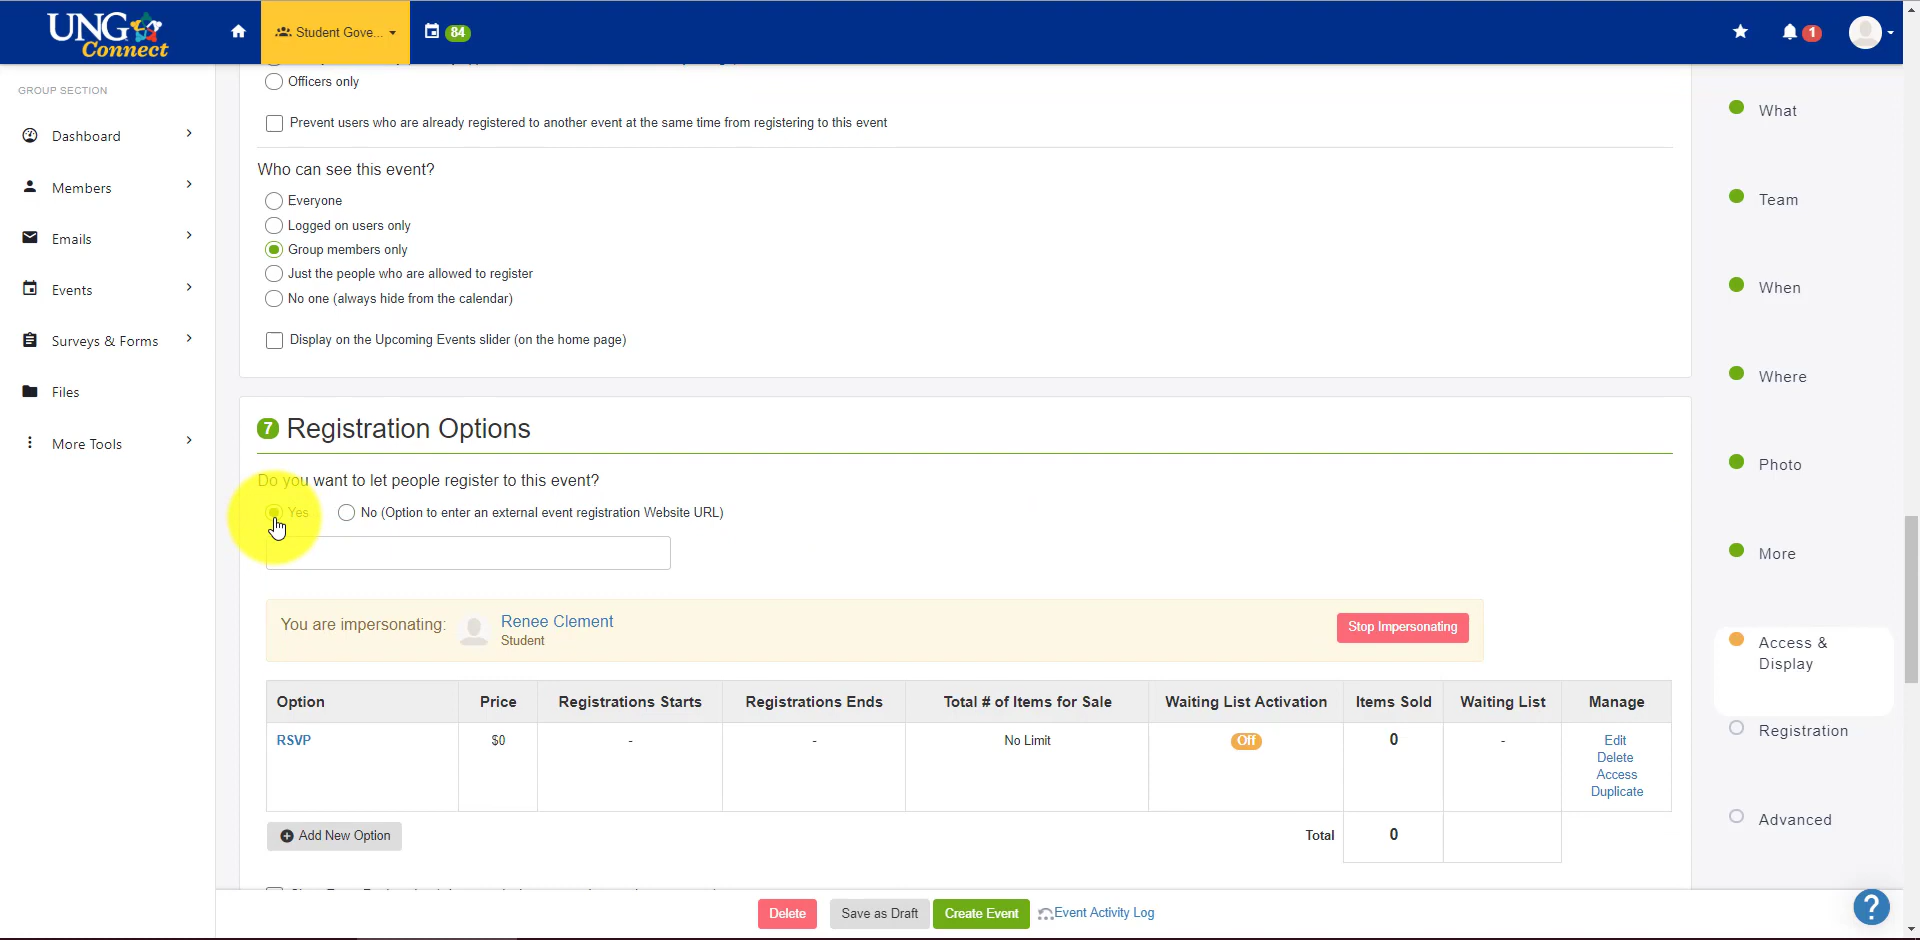 UNG
Connect
Student Gove...
84
1
GROUP SECTION
Dashboard
Members
Emails
Events
Surveys & Forms
Files
More Tools
Officers only
Prevent users who are already registered to another event at the same time from registering to this event
Who can see this event?
Everyone
Logged on users only
Group members only
Just the people who are allowed to register
No one (always hide from the calendar)
Display on the Upcoming Events slider (on the home page)
7 Registration Options
Do you want to let people register to this event?
Yes No (Option to enter an external event registration Website URL)
You are impersonating: Renee Clement
Student
Stop Impersonating
Option Price Registrations Starts Registrations Ends Total # of Items for Sale Waiting List Activation Items Sold Waiting List Manage
RSVP $0 - - No Limit Off 0 - Edit
Delete
Access
Duplicate
Add New Option Total 0
Delete Save as Draft Create Event Event Activity Log
What
Team
When
Where
Photo
More
Access &
Display
Registration
Advanced
?